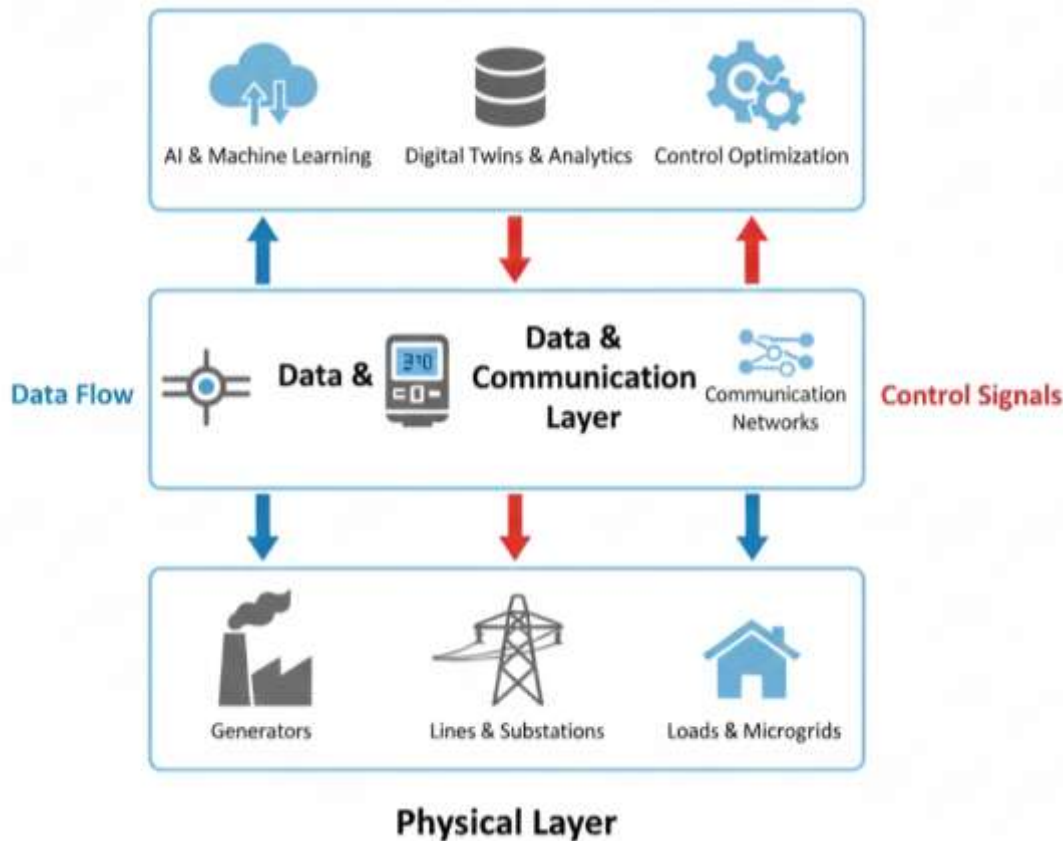 AI & Machine Learning
Digital Twins & Analytics
Control Optimization
Data Flow
Data &
370
Data &
Communication
Layer
Communication
Networks
Control Signals
Generators
Lines & Substations
Loads & Microgrids
Physical Layer